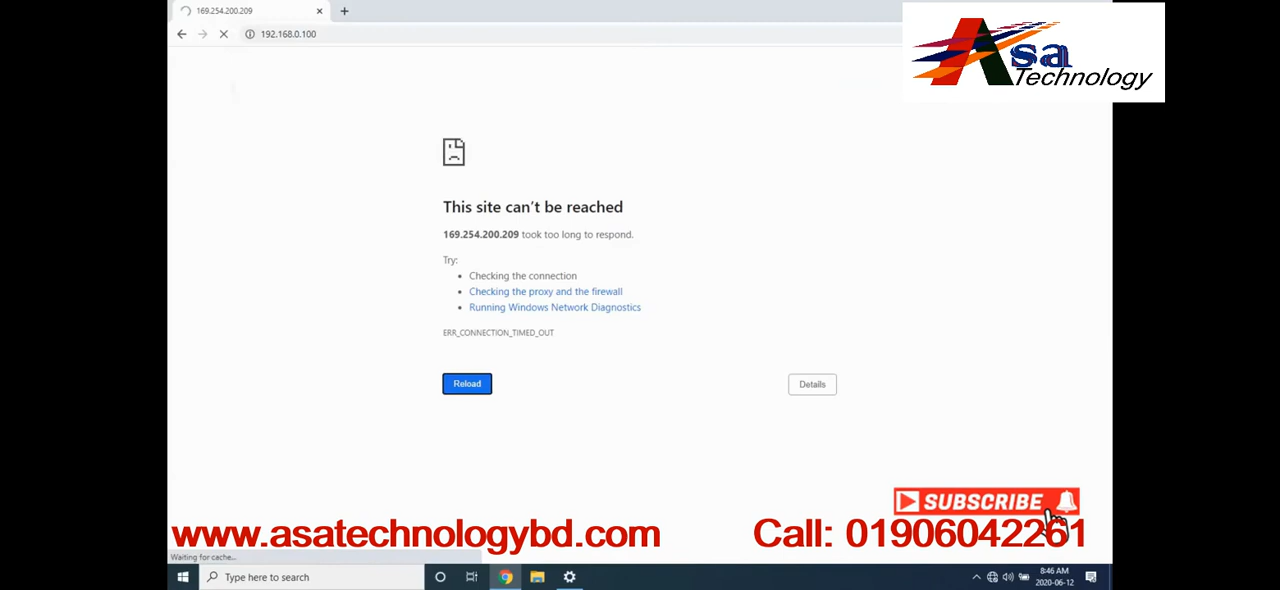 169.254.200.209
192.168.0.100
Asa
Technology
This site can't be reached
169.254.200.209 took too long to respond.
Try:
Checking the connection
Checking the proxy and the firewall
Running Windows Network Diagnostics
ERR_CONNECTION_TIMED_OUT
Reload
Details
SUBSCRIBE
www.asatechnologybd.com
Call: 01906042261
Waiting for cache...
Type here to search
8:46 AM
2020-06-12